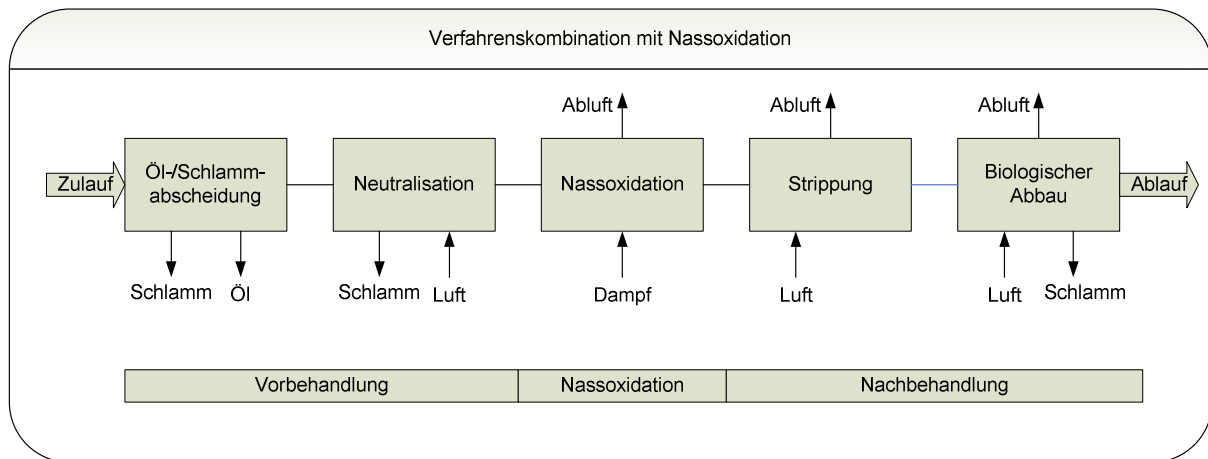 Verfahrenskombination mit Nassoxidation
Abluft
Abluft
Abluft
Zulauf
Öl-/Schlamm-
abscheidung
Neutralisation
Nassoxidation
Strippung
Biologischer
Abbau
Ablauf
Schlamm
Öl
Schlamm
Luft
Dampf
Luft
Luft
Schlamm
Vorbehandlung
Nassoxidation
Nachbehandlung